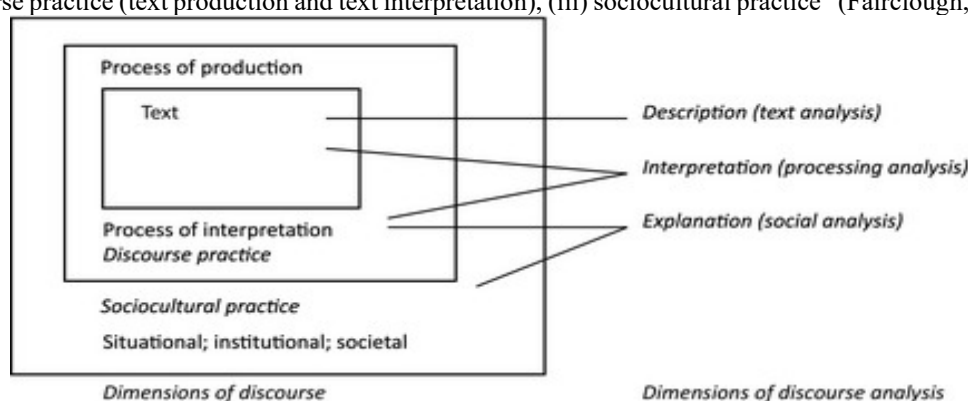 rse practice (text production and text interpretation), (iii) sociocultural practice" (Fairclough,
Process of production
Text
Description (text analysis)
Interpretation (processing analysis)
Process of interpretation
Explanation (social analysis)
Discourse practice
Sociocultural practice
Situational; institutional; societal
Dimensions of discourse
Dimensions of discourse analysis